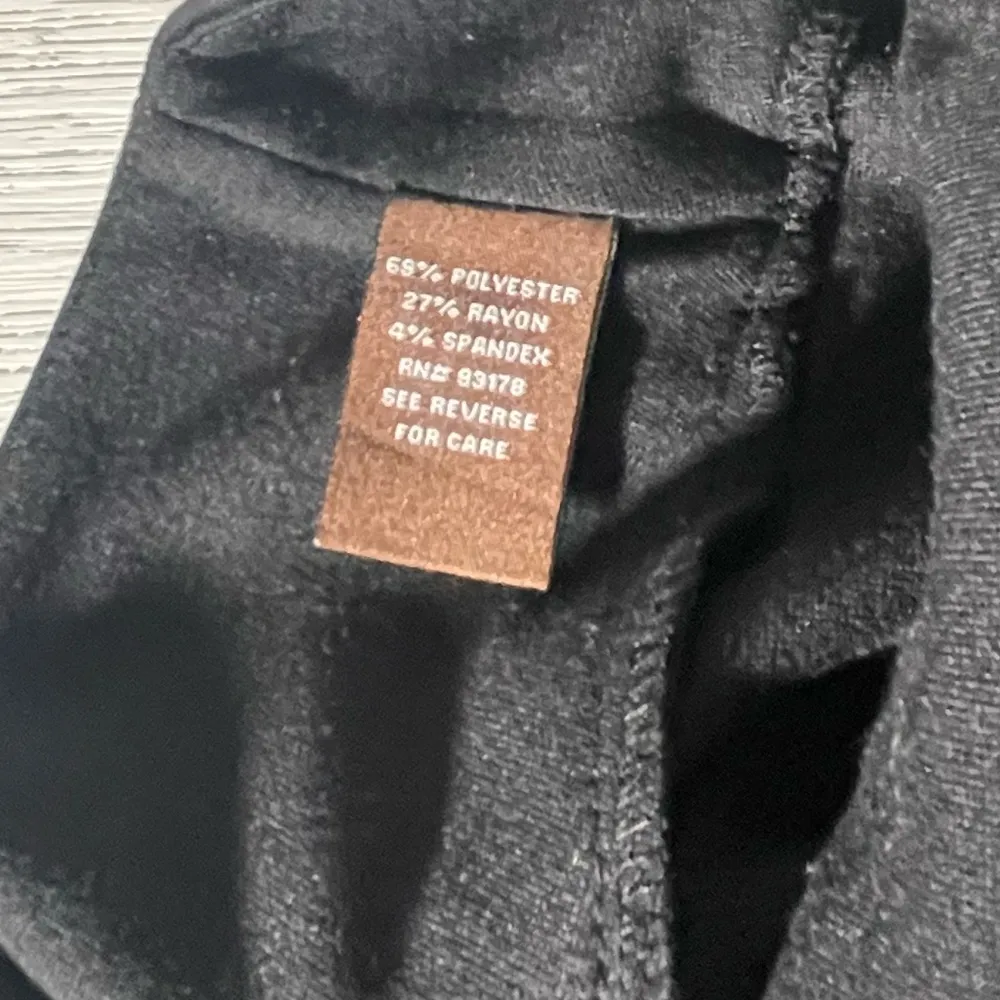 69% POLYESTER
27% RAYON
4% SPANDEX
RN# 93178
SEE REVERSE
FOR CARE